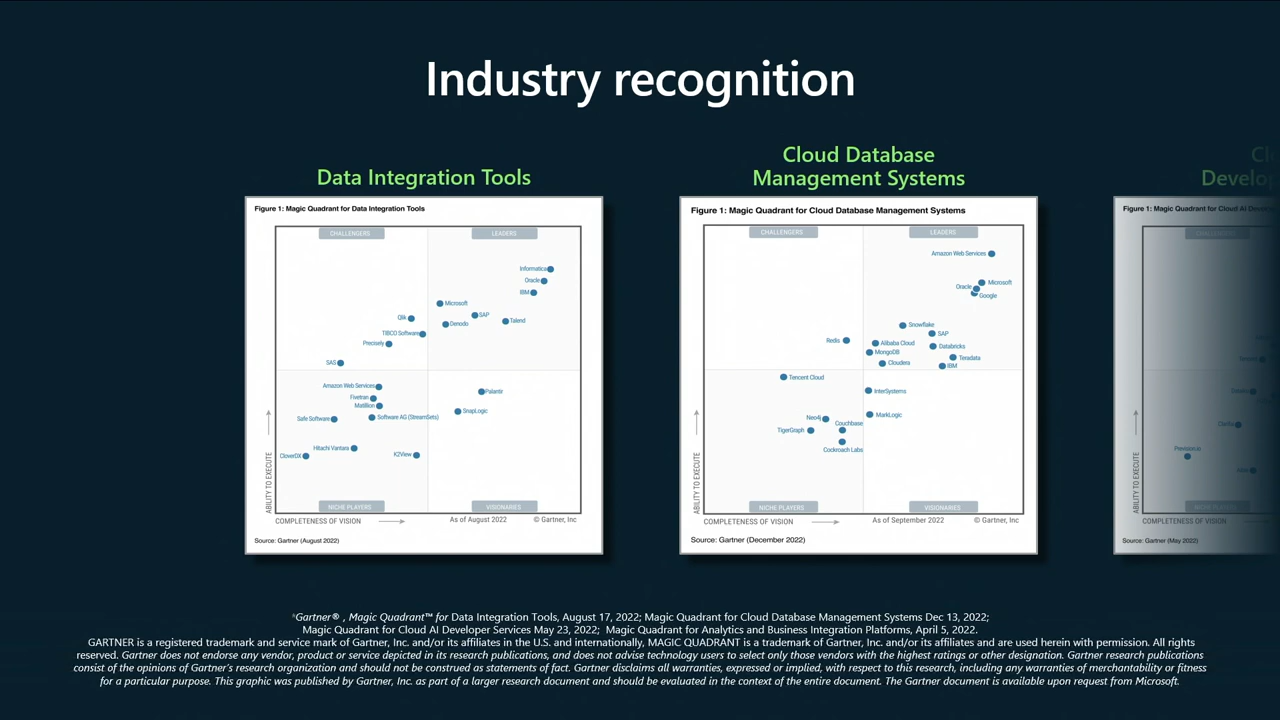 Industry recognition
Data Integration Tools
Figure 1: Magic Quadrant for Data Integration Tools
CHALLENGERS
LEADERS
Informatica
Oracle
IBM
Microsoft
SAP
Qlik
Denodo
Talend
TIBCO Software
Precisely
SAS
Amazon Web Services
Palantir
Fivetran
Matillion
SnapLogic
Safe Software
Software AG (StreamSets)
Hitachi Vantara
CloverDX
K2View
ABILITY TO EXECUTE
NICHE PLAYERS
VISIONARIES
COMPLETENESS OF VISION
As of August 2022
© Gartner, Inc
Source: Gartner (August 2022)
Cloud Database
Management Systems
Figure 1: Magic Quadrant for Cloud Database Management Systems
CHALLENGERS
LEADERS
Amazon Web Services
Microsoft
Oracle
Google
Snowflake
SAP
Redis
Alibaba Cloud
Databricks
MongoDB
Teradata
Cloudera
IBM
Tencent Cloud
InterSystems
MarkLogic
Neo4j
Couchbase
TigerGraph
Cockroach Labs
ABILITY TO EXECUTE
NICHE PLAYERS
VISIONARIES
COMPLETENESS OF VISION
As of September 2022
© Gartner, Inc
Source: Gartner (December 2022)
Figure 1: Magic Quadrant for Cloud AI
CHALLENGERS
Prevision.io
ABILITY TO EXECUTE
NICHE PLAYERS
COMPLETENESS OF VISION
Source: Gartner (May 2022)
*Gartner® , Magic Quadrant™ for Data Integration Tools, August 17, 2022; Magic Quadrant for Cloud Database Management Systems Dec 13, 2022;
Magic Quadrant for Cloud AI Developer Services May 23, 2022; Magic Quadrant for Analytics and Business Integration Platforms, April 5, 2022.
GARTNER is a registered trademark and service mark of Gartner, Inc. and/or its affiliates in the U.S. and internationally, MAGIC QUADRANT is a trademark of Gartner, Inc. and/or its affiliates and are used herein with permission. All rights
reserved. Gartner does not endorse any vendor, product or service depicted in its research publications, and does not advise technology users to select only those vendors with the highest ratings or other designation. Gartner research publications
consist of the opinions of Gartner's research organization and should not be construed as statements of fact. Gartner disclaims all warranties, expressed or implied, with respect to this research, including any warranties of merchantability or fitness
for a particular purpose. This graphic was published by Gartner, Inc. as part of a larger research document and should be evaluated in the context of the entire document. The Gartner document is available upon request from Microsoft.